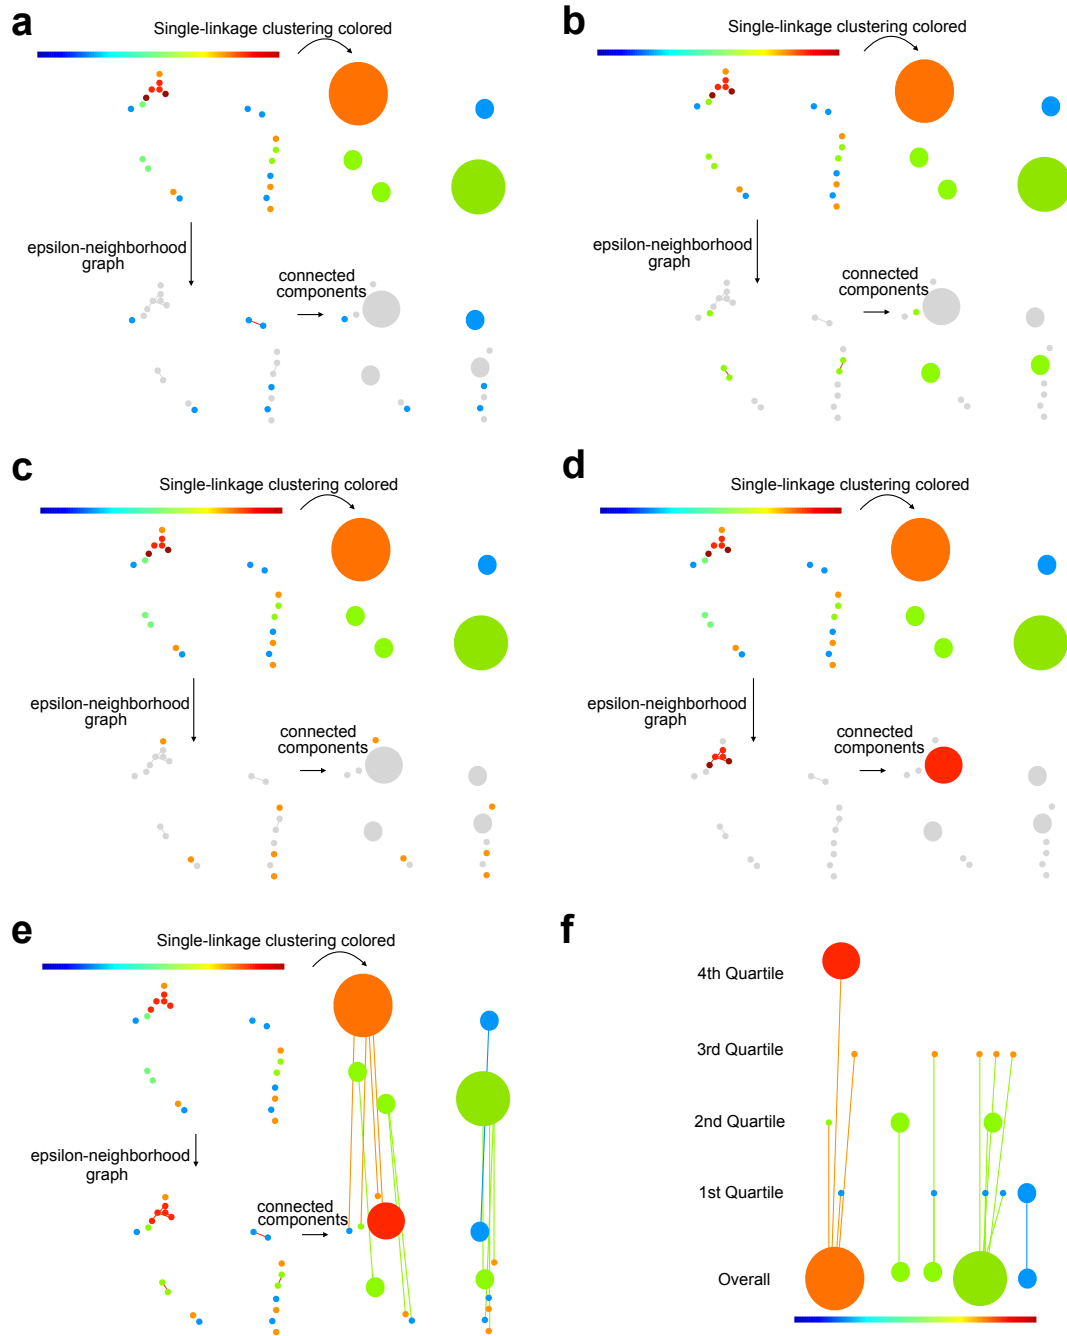 a
Single-linkage clustering colored
epsilon-neighborhood
graph
connected
components
b
Single-linkage clustering colored
epsilon-neighborhood
graph
connected
components
c
Single-linkage clustering colored
epsilon-neighborhood
graph
connected
components
d
Single-linkage clustering colored
epsilon-neighborhood
graph
connected
components
e
Single-linkage clustering colored
epsilon-neighborhood
graph
connected
components
f
4th Quartile
3rd Quartile
2nd Quartile
1st Quartile
Overall